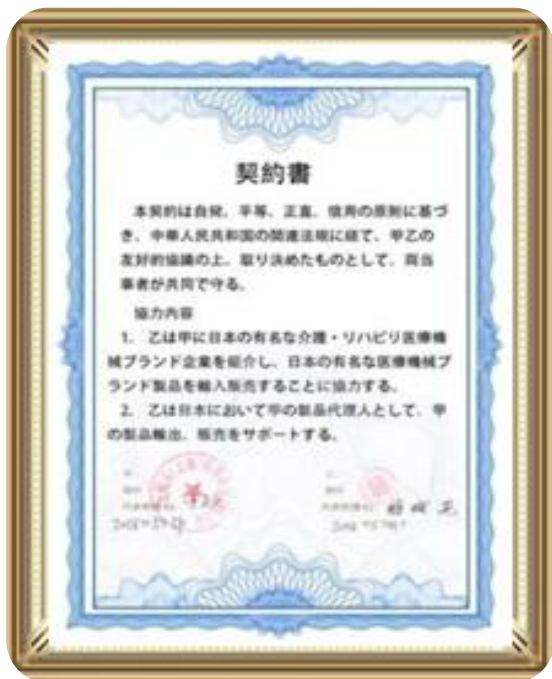 契約書
本契約は自発、平等、正直、信用の原則に基づ
き、中華人民共和国の関連法規に従て、甲乙の
友好的協議の上、取り決めたものとして、両当
事者が共同で守る。
協力内容
1. 乙は甲に日本の有名な介護・リハビリ医療機
械ブランド企業を紹介し、日本の有名な医療機械ブ
ランド製品を輸入販売することに協力する。
2. 乙は日本において甲の製品代理人として、甲
の製品輸出、販売をサポートする。